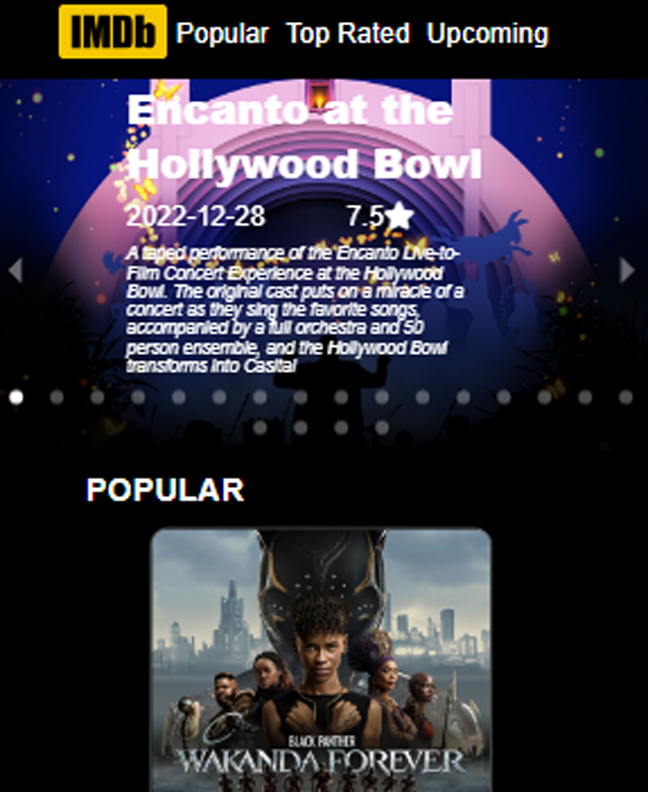 IMDb Popular Top Rated Upcoming
Encanto at the
Hollywood Bowl
2022-12-28 7.5
A taped performance of the Encanto Live-to-
Film Concert Experience at the Hollywood
Bowl. The original cast puts on a miracle of a
concert as they sing the favorite songs,
accompanied by a full orchestra and 50
person ensemble, and the Hollywood Bowl
transforms into Casita!
POPULAR
BLACK PANTHER
WAKANDA FOREVER